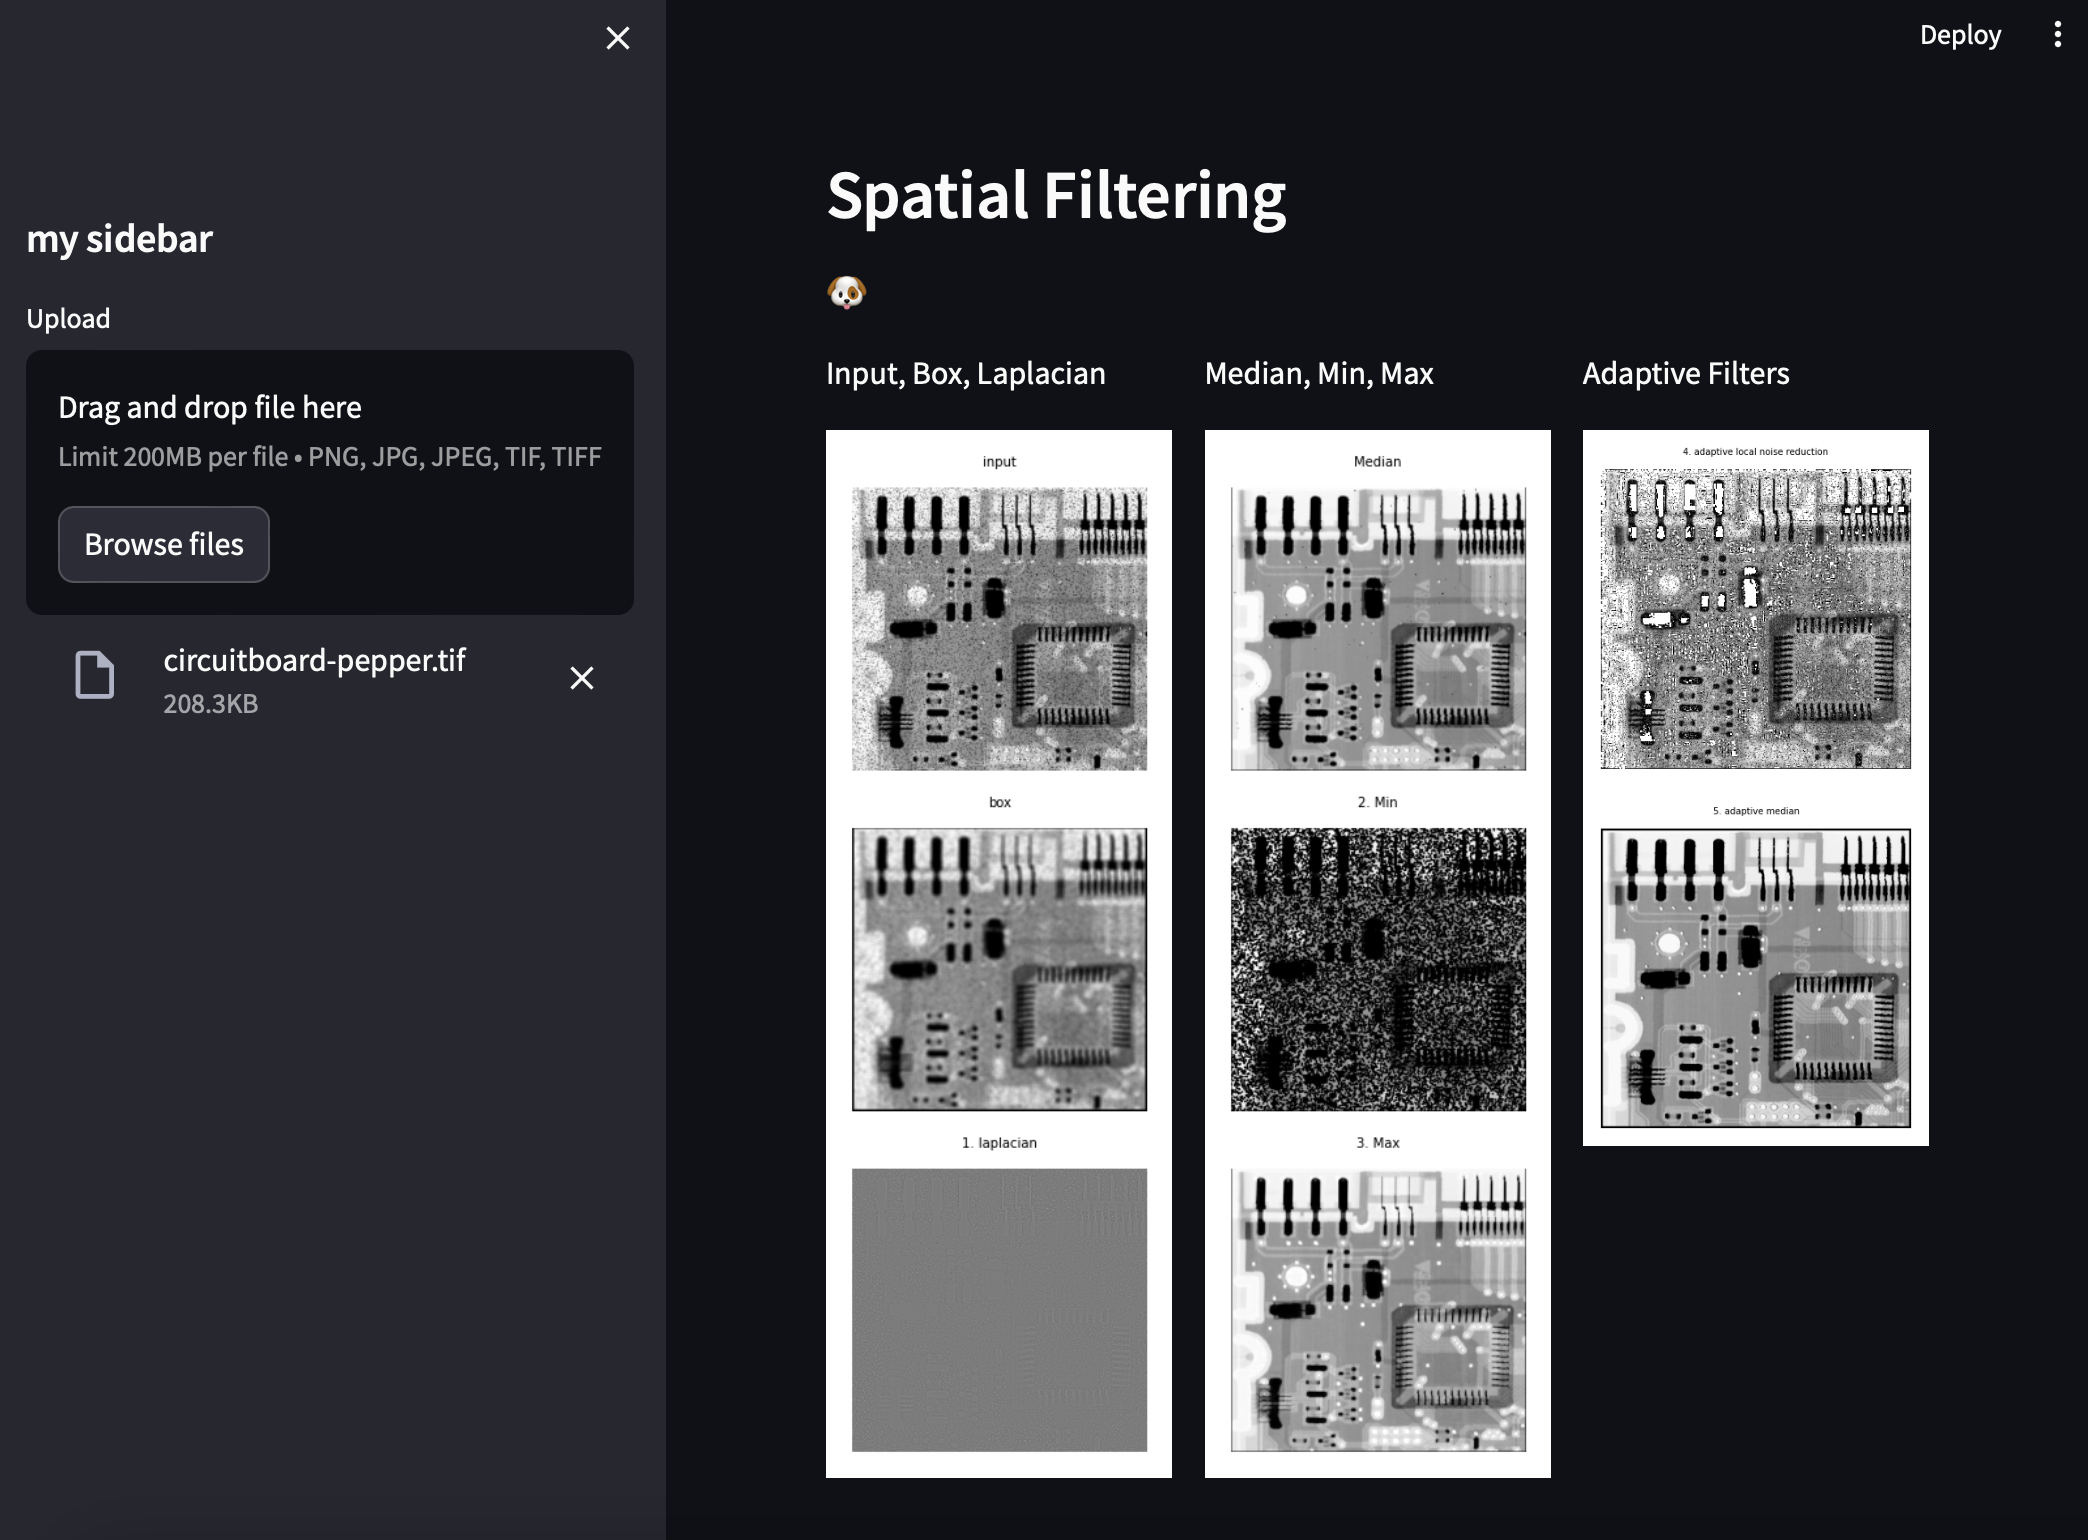 Deploy
my sidebar
Upload
Drag and drop file here
Limit 200MB per file • PNG, JPG, JPEG, TIF, TIFF
Browse files
circuitboard-pepper.tif
208.3KB
Spatial Filtering
Input, Box, Laplacian
input
box
1. laplacian
Median, Min, Max
Median
2. Min
3. Max
Adaptive Filters
4. adaptive local noise reduction
5. adaptive median